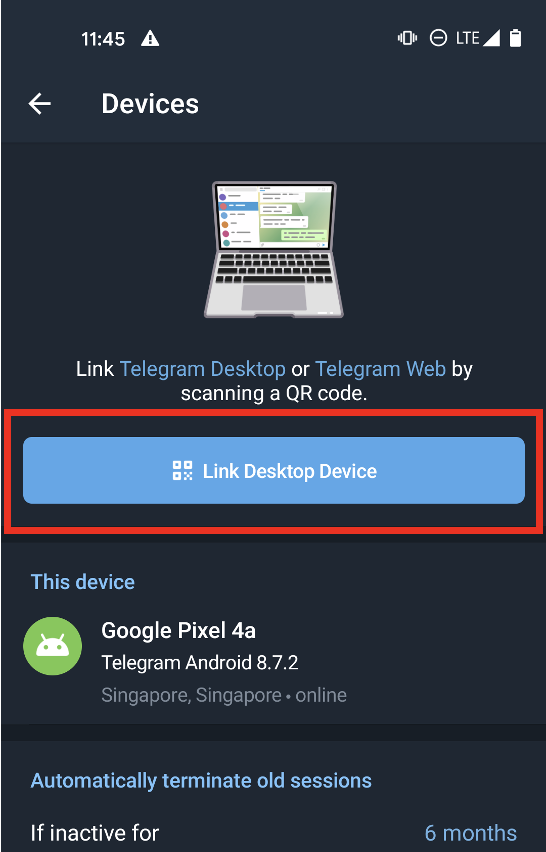 11:45
LTE
Devices
Link Telegram Desktop or Telegram Web by
scanning a QR code.
Link Desktop Device
This device
Google Pixel 4a
Telegram Android 8.7.2
Singapore, Singapore • online
Automatically terminate old sessions
If inactive for
6 months